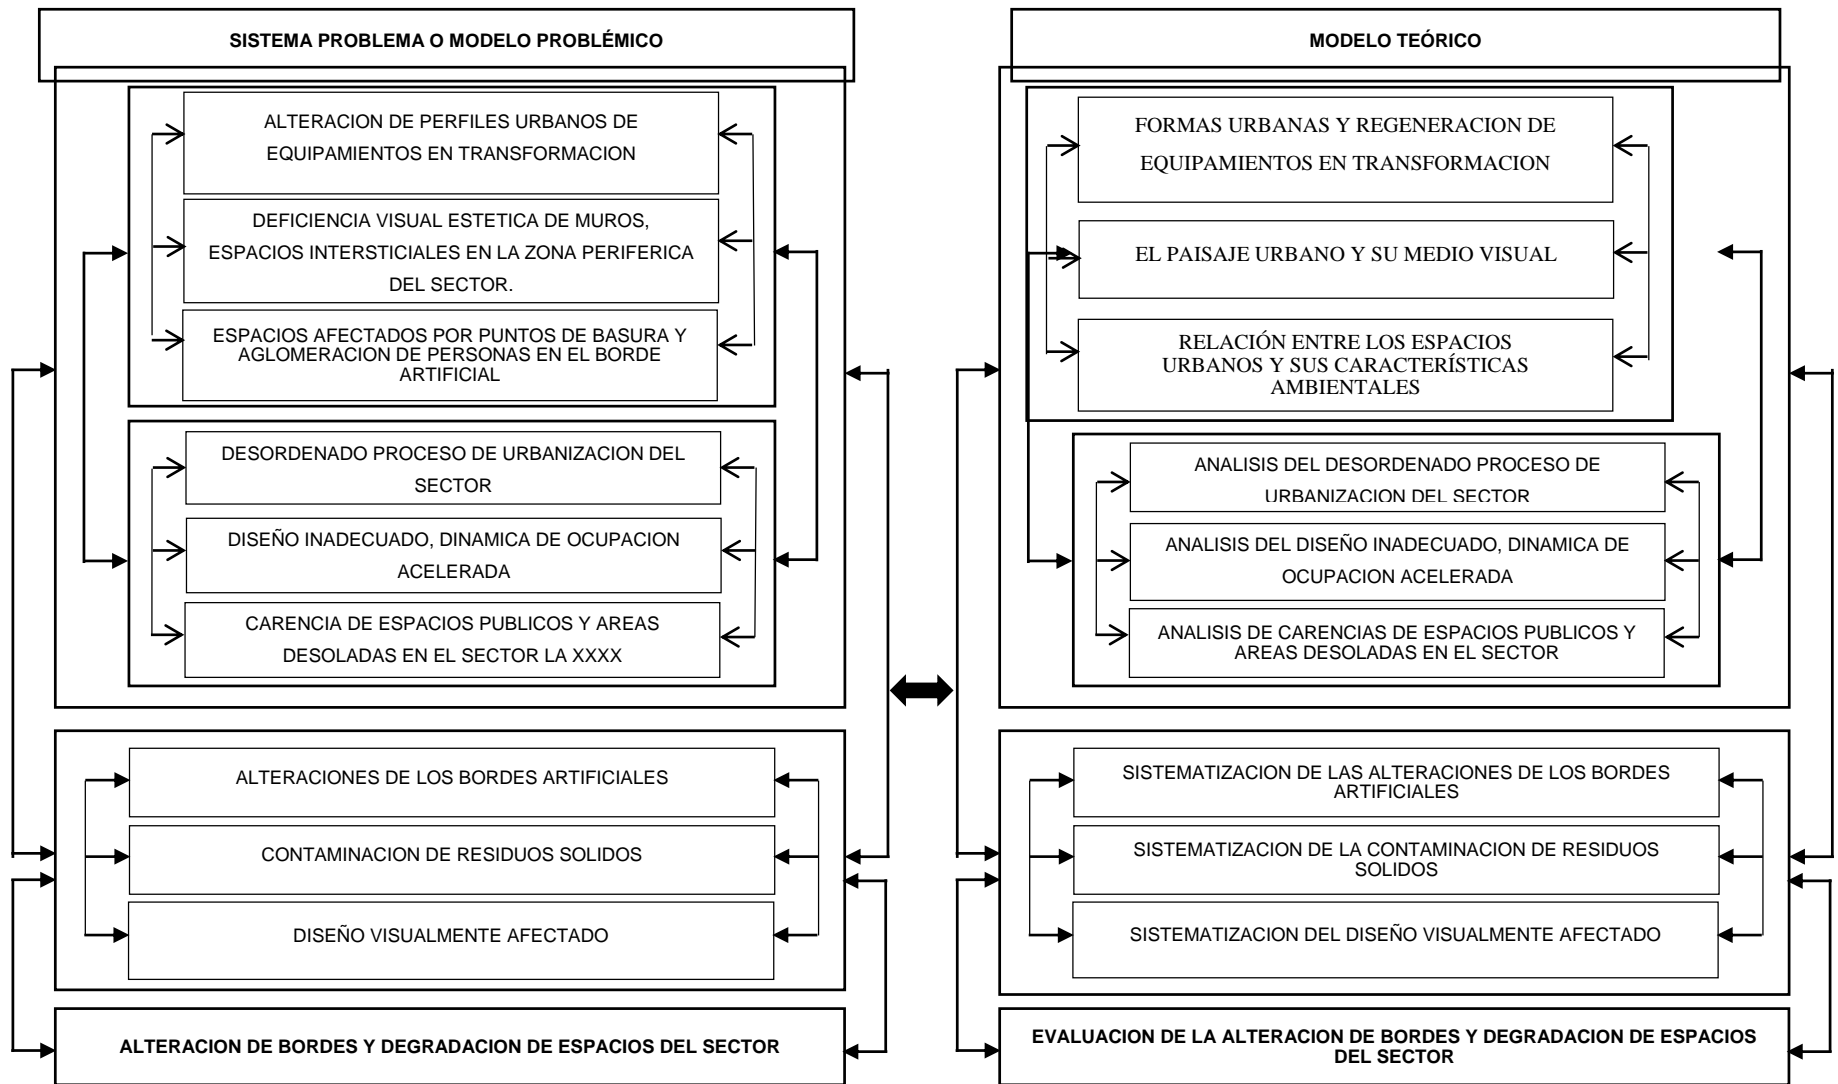 SISTEMA PROBLEMA O MODELO PROBLÉMICO
ALTERACION DE PERFILES URBANOS DE
EQUIPAMIENTOS EN TRANSFORMACION
DEFICIENCIA VISUAL ESTETICA DE MUROS,
ESPACIOS INTERSTICIALES EN LA ZONA PERIFERICA
DEL SECTOR.
ESPACIOS AFECTADOS POR PUNTOS DE BASURA Y
AGLOMERACION DE PERSONAS EN EL BORDE
ARTIFICIAL
DESORDENADO PROCESO DE URBANIZACION DEL
SECTOR
DISEÑO INADECUADO, DINAMICA DE OCUPACION
ACELERADA
CARENCIA DE ESPACIOS PUBLICOS Y AREAS
DESOLADAS EN EL SECTOR LA XXXX
ALTERACIONES DE LOS BORDES ARTIFICIALES
CONTAMINACION DE RESIDUOS SOLIDOS
DISEÑO VISUALMENTE AFECTADO
ALTERACION DE BORDES Y DEGRADACION DE ESPACIOS DEL SECTOR
MODELO TEÓRICO
FORMAS URBANAS Y REGENERACION DE
EQUIPAMIENTOS EN TRANSFORMACION
EL PAISAJE URBANO Y SU MEDIO VISUAL
RELACIÓN ENTRE LOS ESPACIOS
URBANOS Y SUS CARACTERÍSTICAS
AMBIENTALES
ANALISIS DEL DESORDENADO PROCESO DE
URBANIZACION DEL SECTOR
ANALISIS DEL DISEÑO INADECUADO, DINAMICA DE
OCUPACION ACELERADA
ANALISIS DE CARENCIAS DE ESPACIOS PUBLICOS Y
AREAS DESOLADAS EN EL SECTOR
SISTEMATIZACION DE LAS ALTERACIONES DE LOS BORDES
ARTIFICIALES
SISTEMATIZACION DE LA CONTAMINACION DE RESIDUOS
SOLIDOS
SISTEMATIZACION DEL DISEÑO VISUALMENTE AFECTADO
EVALUACION DE LA ALTERACION DE BORDES Y DEGRADACION DE ESPACIOS
DEL SECTOR